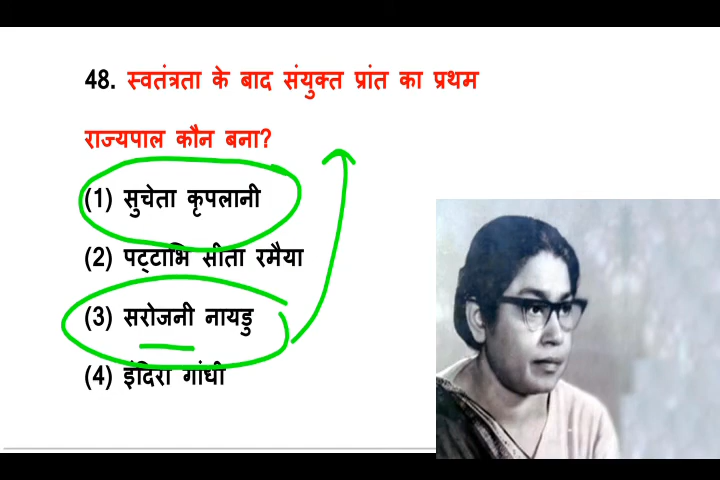 48. स्वतंत्रता के बाद संयुक्त प्रांत का प्रथम
राज्यपाल कौन बना?
(1) सुचेता कृपलानी
(2) पट्टाभि सीता रमैया
(3) सरोजनी नायडु
(4) इंदिरा गांधी